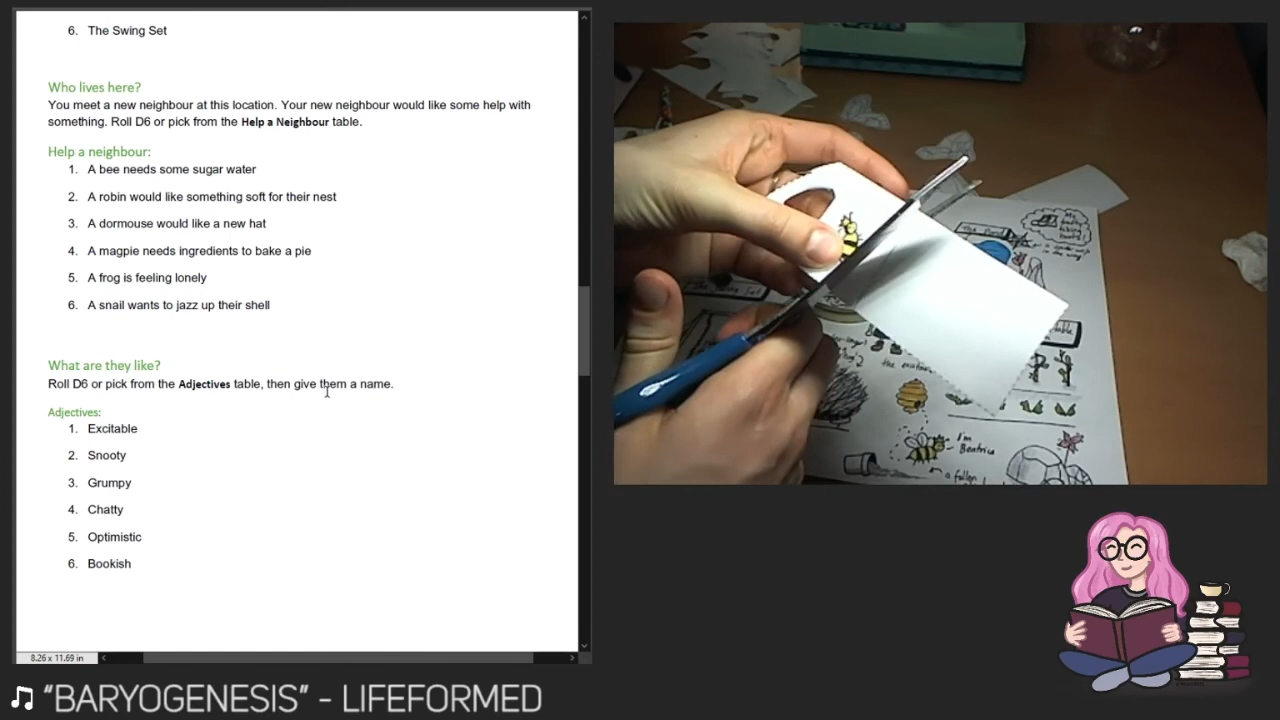 6. The Swing Set
Who lives here?
You meet a new neighbour at this location. Your new neighbour would like some help with
something. Roll D6 or pick from the Help a Neighbour table.
Help a neighbour:
1. A bee needs some sugar water
2. A robin would like something soft for their nest
3. A dormouse would like a new hat
4. A magpie needs ingredients to bake a pie
5. A frog is feeling lonely
6. A snail wants to jazz up their shell
What are they like?
Roll D6 or pick from the Adjectives table, then give them a name.
Adjectives:
1. Excitable
2. Snooty
3. Grumpy
4. Chatty
5. Optimistic
6. Bookish
8.26 x 11.69 in
I'm
Beatrice
a fallen
"BARYOGENESIS" - LIFEFORMED